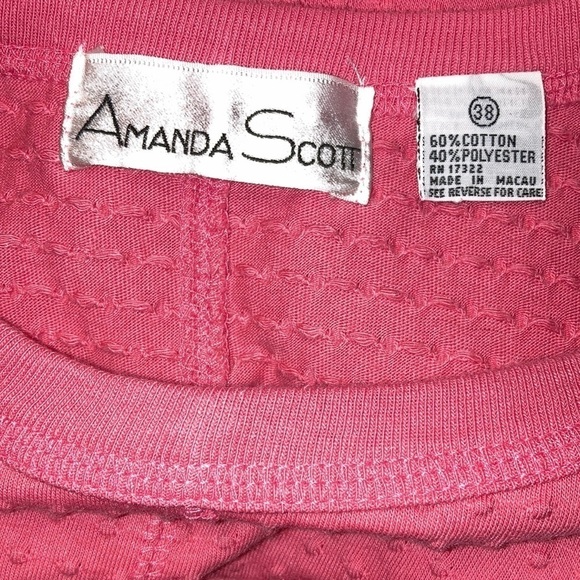 AMANDA SCOTT
38
60%COTTON
40%POLYESTER
RN 17322
MADE IN MACAU
SEE REVERSE FOR CARE